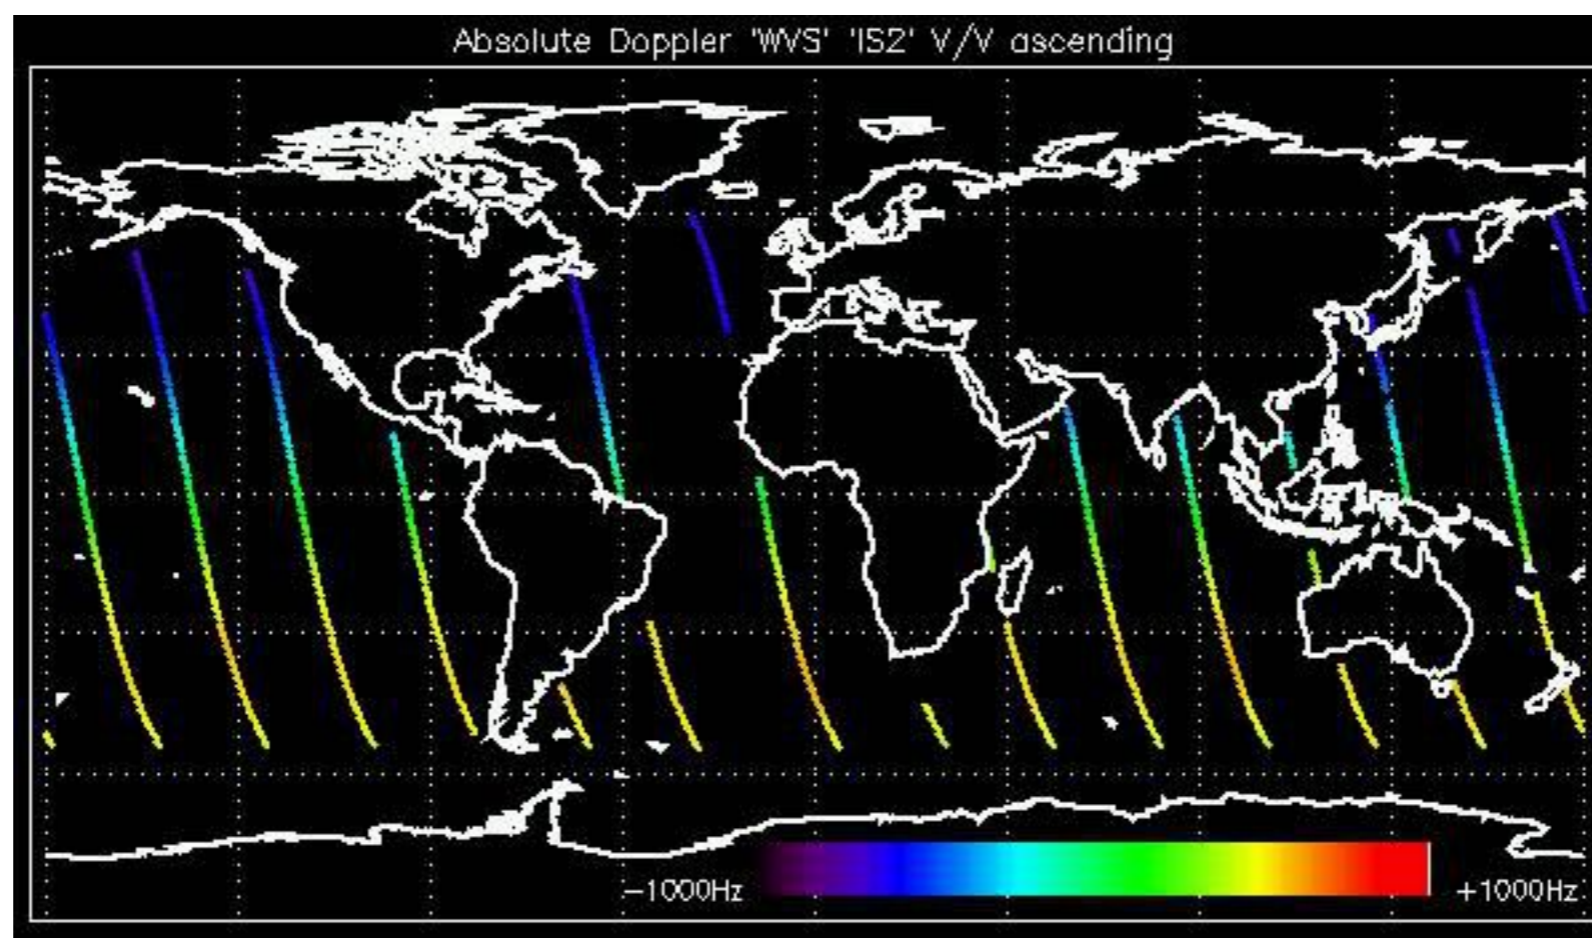 Absolute Doppler 'WVS' 'IS2' V/V ascending
-1000Hz +1000Hz